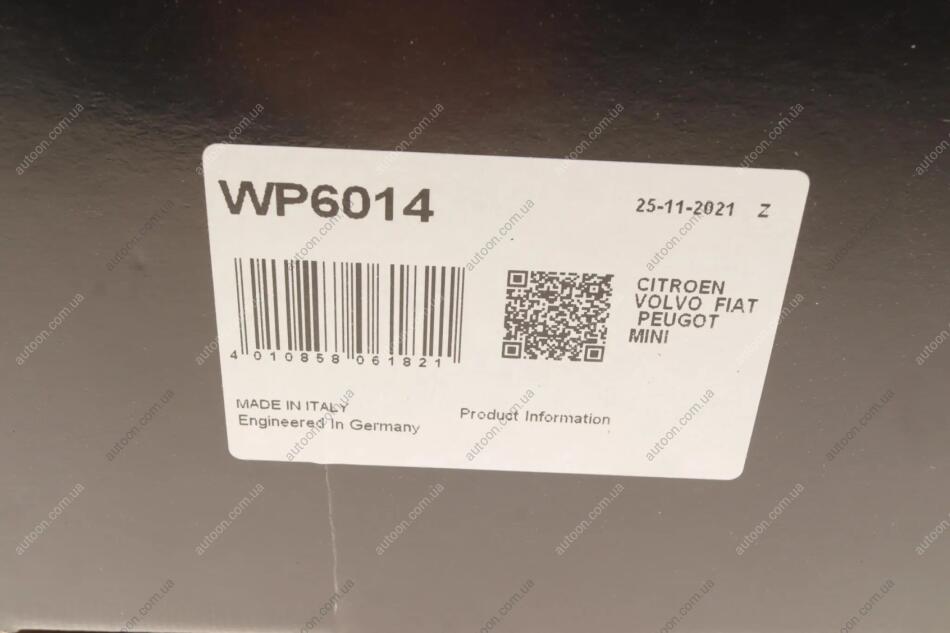 WP6014
25-11-2021 Z
4 010858 061821
CITROEN
VOLVO FIAT
PEUGOT
MINI
MADE IN ITALY
Engineered In Germany
Product Information
autoon.com.ua